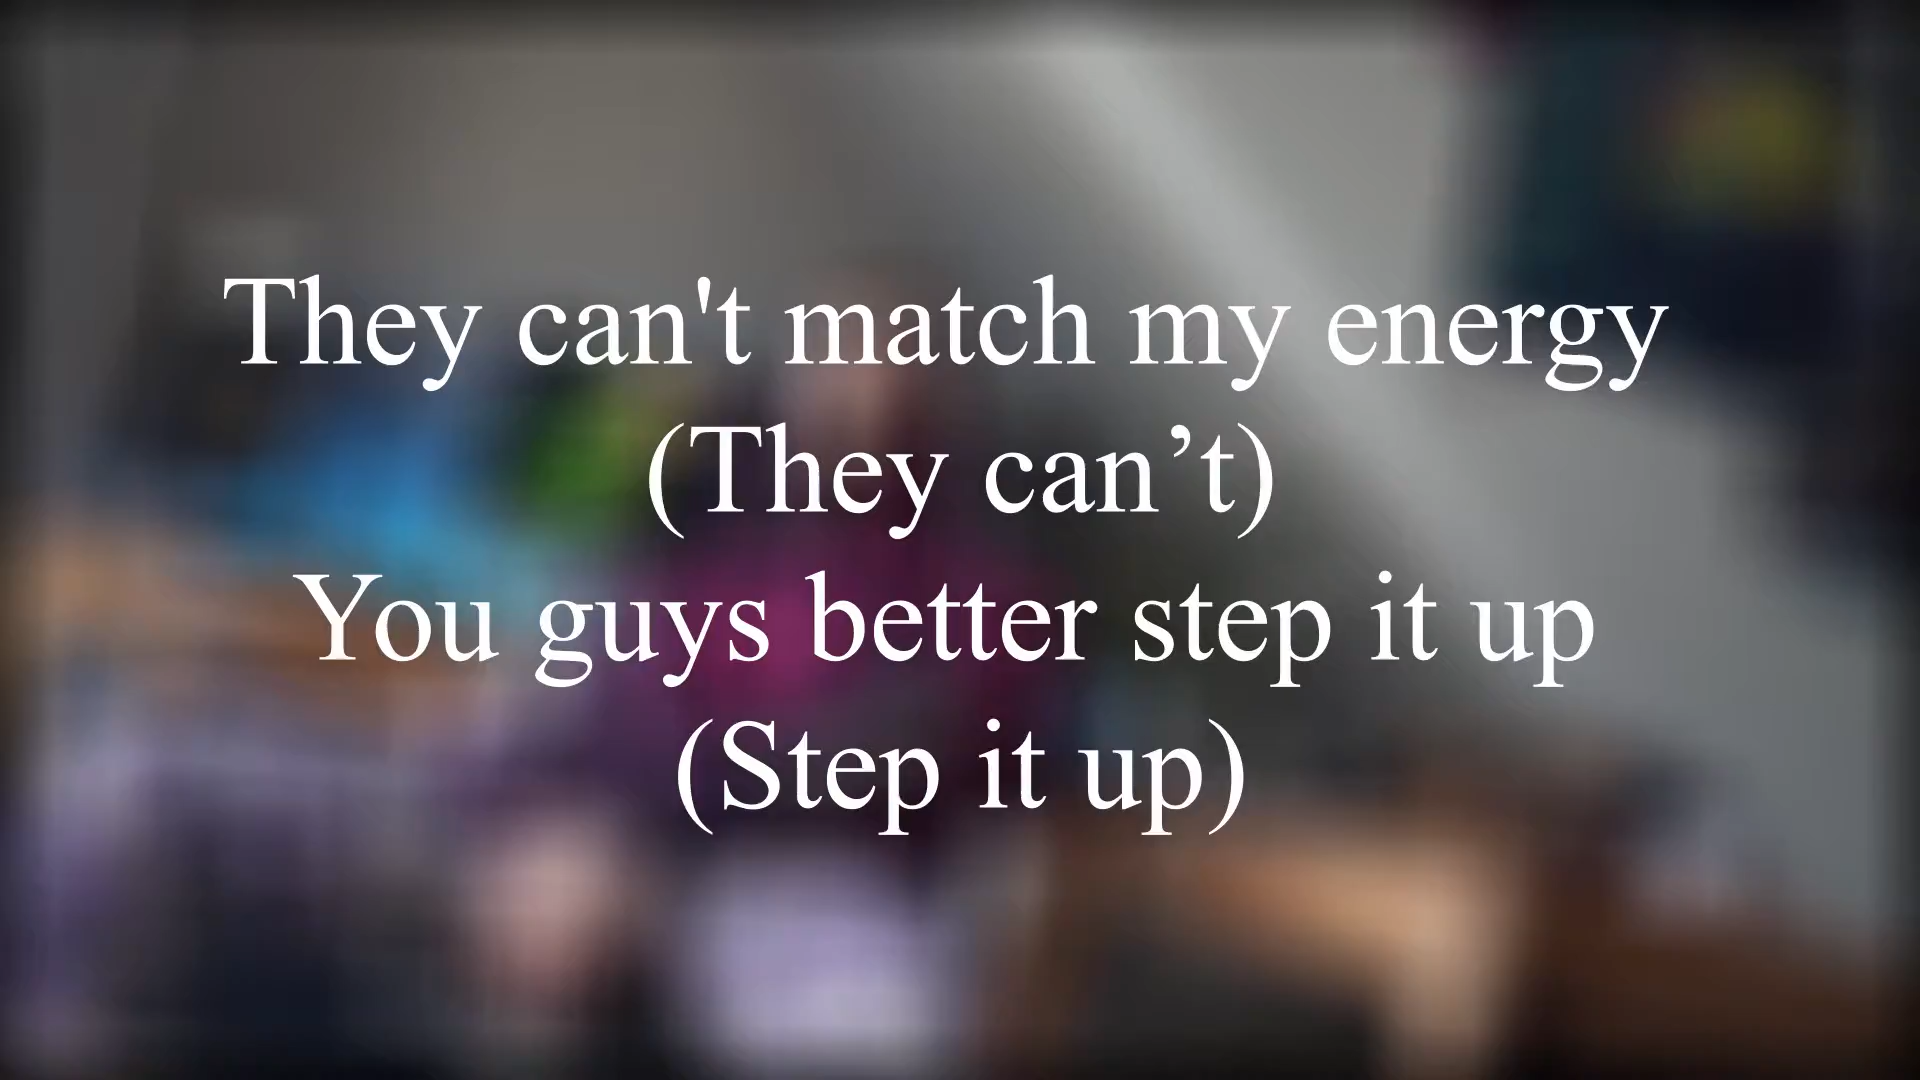 They can't match my energy
(They can’t)
You guys better step it up
(Step it up)